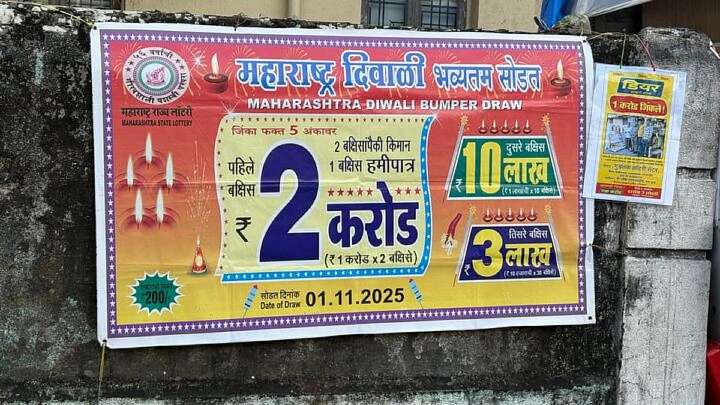 महाराष्ट्र दिवाळी भव्यतम सोडत
MAHARASHTRA DIWALI BUMPER DRAW
महाराष्ट्र राज्य लॉटरी
MAHARASHTRA STATE LOTTERY
जिंका फक्त 5 अंकावर
पहिले
बक्षिस
₹ 2 करोड
2 बक्षिसांपैकी किमान
1 बक्षिस हमीपात्र
(₹ 1 करोड x 2 बक्षिसे)
दुसरे बक्षिस
₹ 10 लाख
तिसरे बक्षिस
₹ 3 लाख
200/
सोडत दिनांक
Date of Draw 01.11.2025
डियर
1 करोड जिंकले!